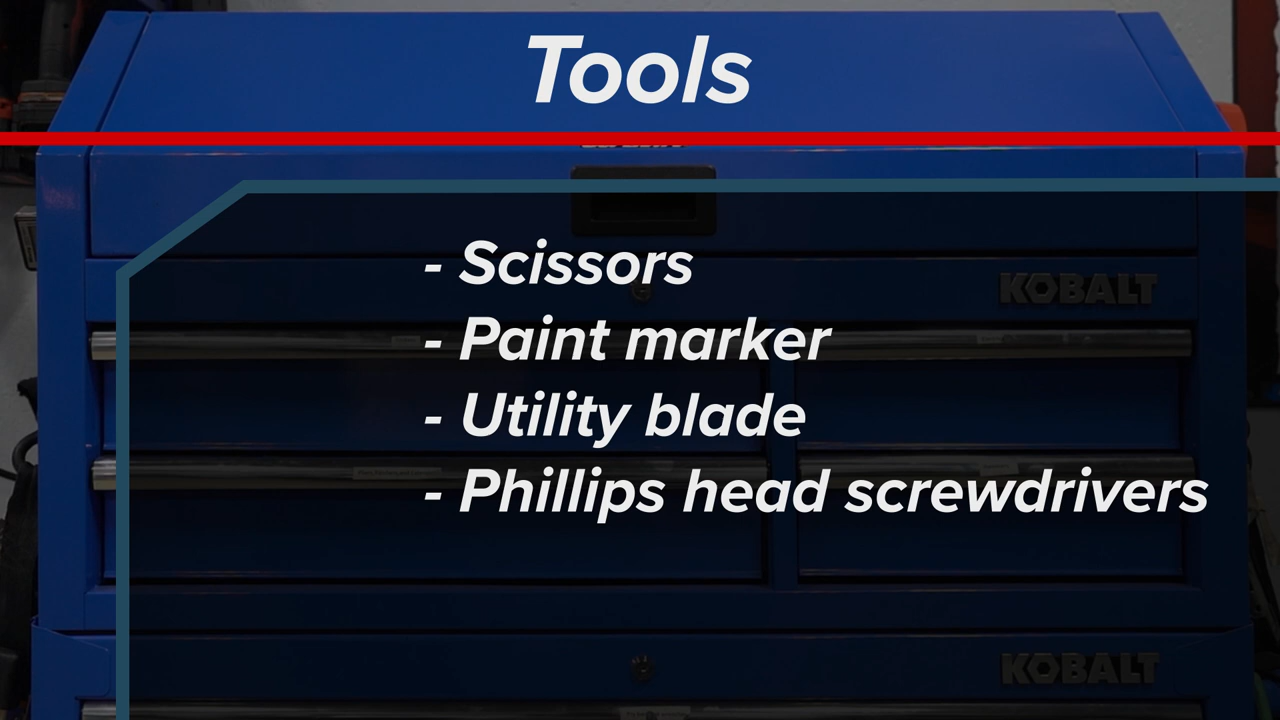 Tools
- Scissors
KOBALT
- Paint marker
- Utility blade
- Phillips head screwdrivers
KOBALT